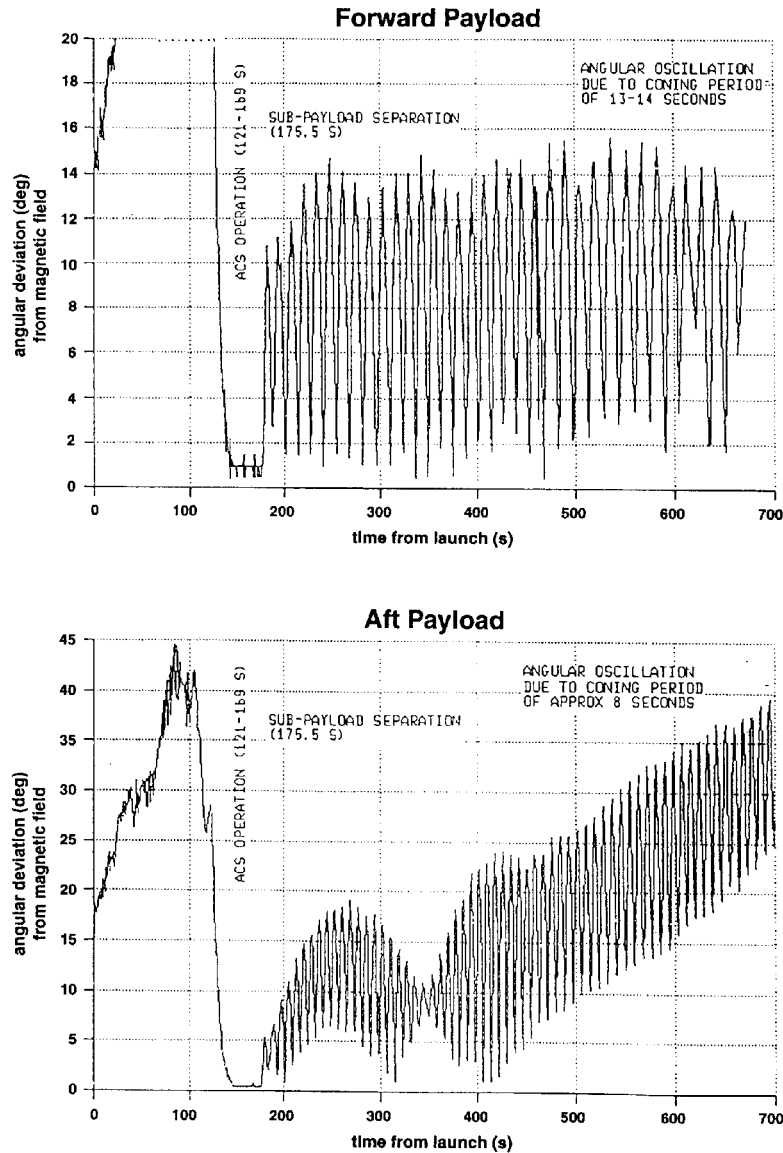 Forward Payload
20
18
16
14
12
10
8
6
4
2
0
angular deviation (deg)
from magnetic field
ACS OPERATION (121-169 S)
SUB-PAYLOAD SEPARATION
(175.5 S)
ANGULAR OSCILLATION
DUE TO CONING PERIOD
OF 13-14 SECONDS
0 100 200 300 400 500 600 700
time from launch (s)
Aft Payload
45
40
35
30
25
20
15
10
5
0
angular deviation (deg)
from magnetic field
ACS OPERATION (121-169 S)
SUB-PAYLOAD SEPARATION
(175.5 S)
ANGULAR OSCILLATION
DUE TO CONING PERIOD
OF APPROX 8 SECONDS
0 100 200 300 400 500 600 700
time from launch (s)